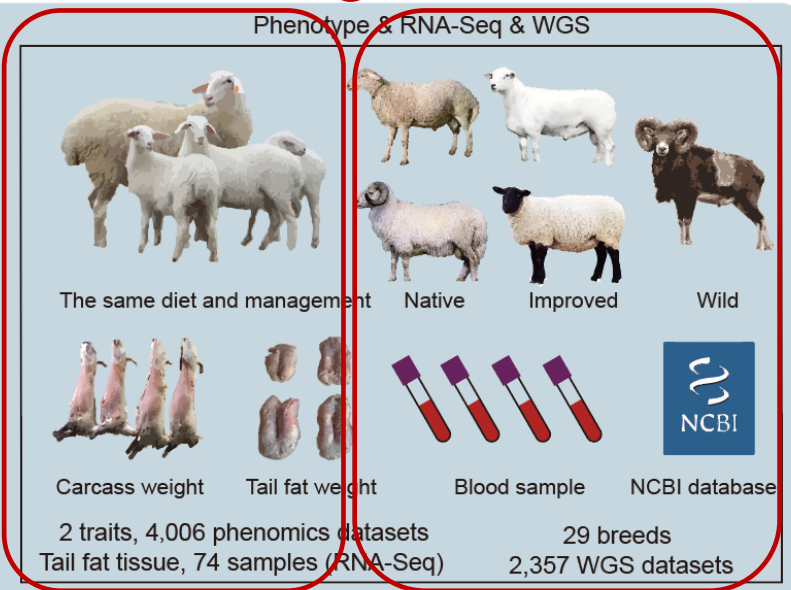 Phenotype & RNA-Seq & WGS
The same diet and management
Native
Improved
Wild
NCBI
Carcass weight
Tail fat weight
Blood sample
NCBI database
2 traits, 4,006 phenomics datasets
Tail fat tissue, 74 samples (RNA-Seq)
29 breeds
2,357 WGS datasets